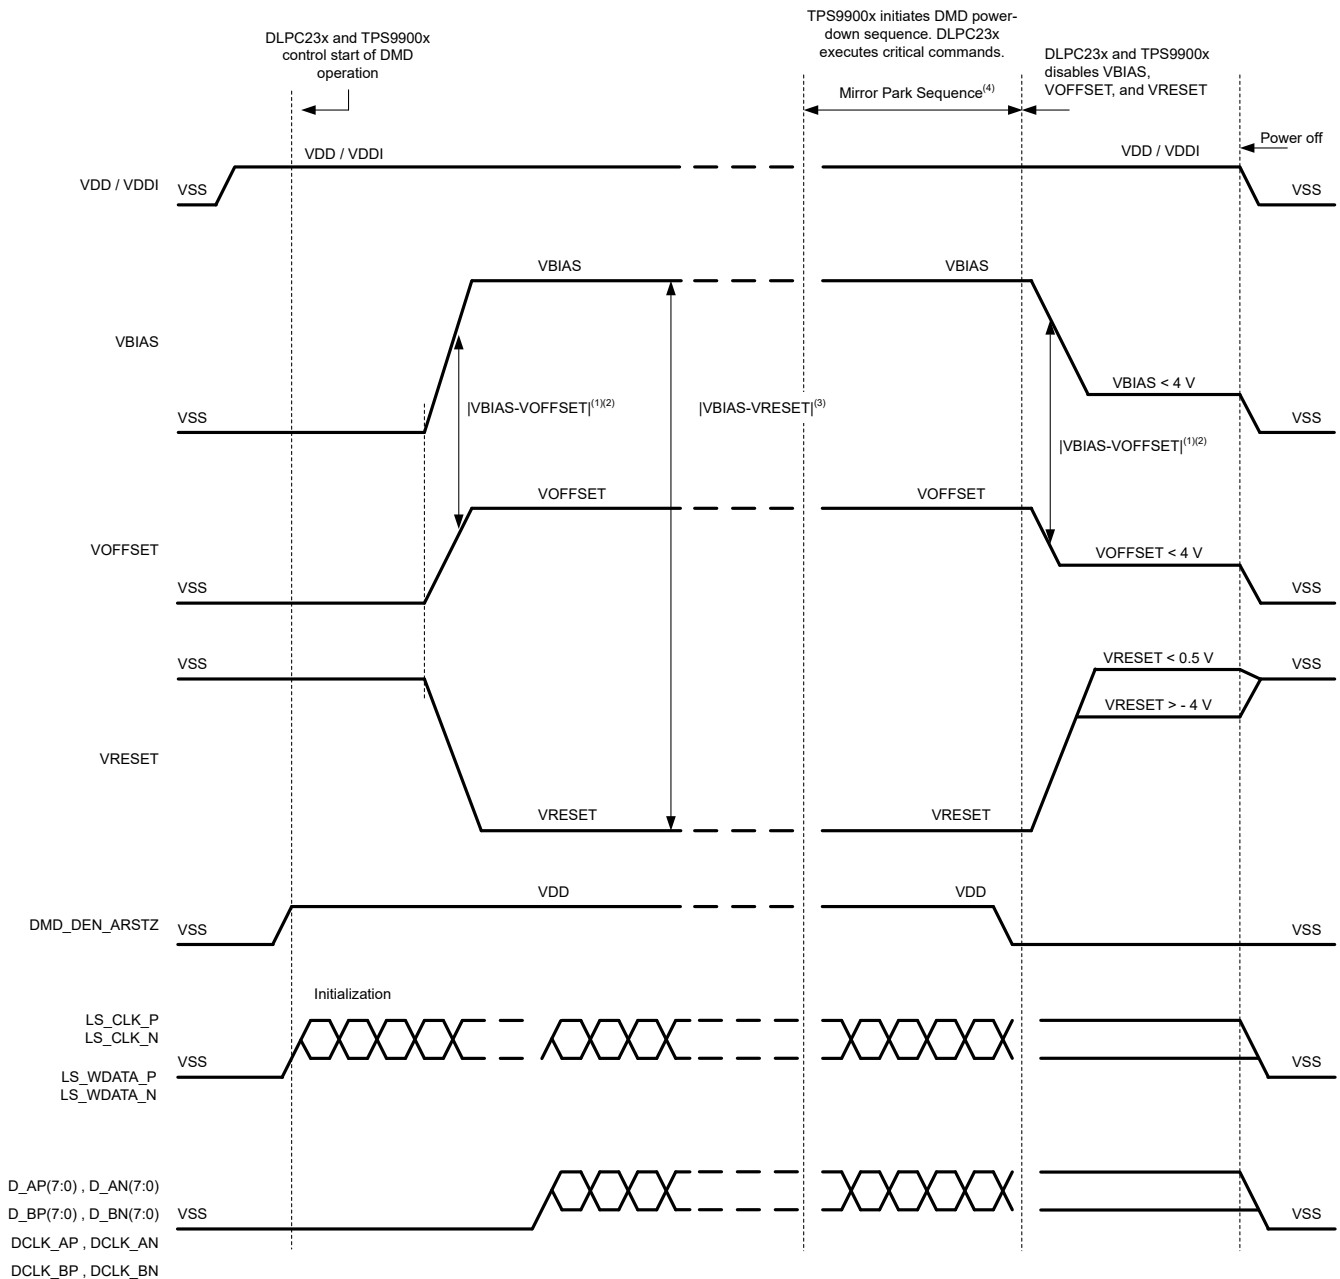 TPS9900x initiates DMD power-
down sequence. DLPC23x
executes critical commands.
DLPC23x and TPS9900x
control start of DMD
operation
DLPC23x and TPS9900x
disables VBIAS,
VOFFSET, and VRESET
Mirror Park Sequence(4)
Power off
VDD / VDDI
VSS
VDD / VDDI
VDD / VDDI
VSS
VBIAS
VSS
VBIAS
VBIAS
VBIAS < 4 V
VSS
|VBIAS-VOFFSET|(1)(2)
|VBIAS-VRESET|(3)
|VBIAS-VOFFSET|(1)(2)
VOFFSET
VSS
VOFFSET
VOFFSET
VOFFSET < 4 V
VSS
VRESET
VSS
VRESET
VRESET
VRESET < 0.5 V
VRESET > - 4 V
VSS
DMD_DEN_ARSTZ
VSS
VDD
VDD
VSS
Initialization
LS_CLK_P
LS_CLK_N
VSS
VSS
LS_WDATA_P
LS_WDATA_N
D_AP(7:0) , D_AN(7:0)
D_BP(7:0) , D_BN(7:0)
VSS
VSS
DCLK_AP , DCLK_AN
DCLK_BP , DCLK_BN